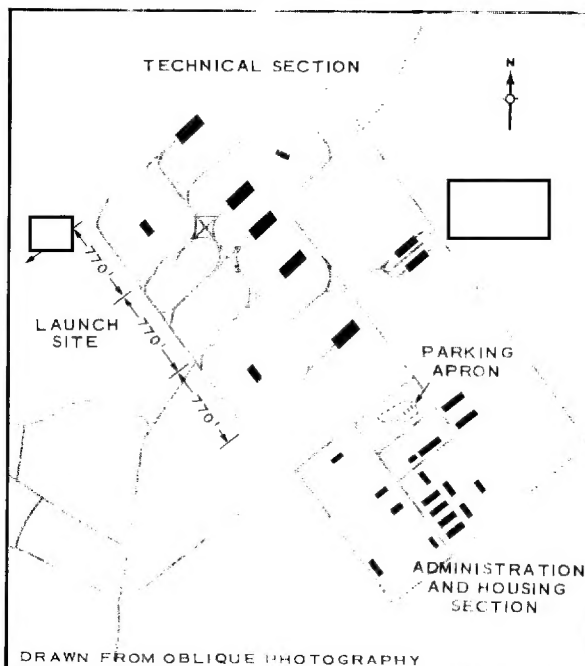 TECHNICAL SECTION
N
770'
770'
770'
LAUNCH
SITE
PARKING
APRON
ADMINISTRATION
AND HOUSING
SECTION
DRAWN FROM OBLIQUE PHOTOGRAPHY